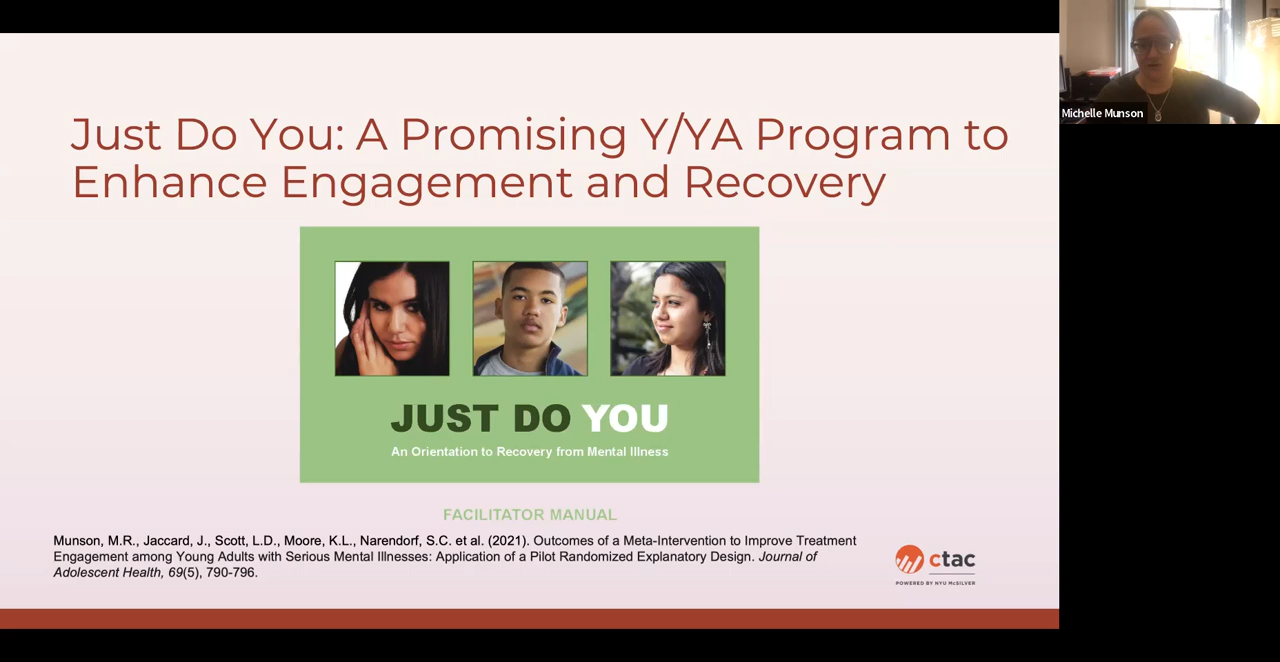 Just Do You: A Promising Y/YA Program to
Enhance Engagement and Recovery
JUST DO YOU
An Orientation to Recovery from Mental Illness
FACILITATOR MANUAL
Munson, M.R., Jaccard, J., Scott, L.D., Moore, K.L., Narendorf, S.C. et al. (2021). Outcomes of a Meta-Intervention to Improve Treatment
Engagement among Young Adults with Serious Mental Illnesses: Application of a Pilot Randomized Explanatory Design. Journal of
Adolescent Health, 69(5), 790-796.
ctac
POWERED BY NYU McSILVER
Michelle Munson